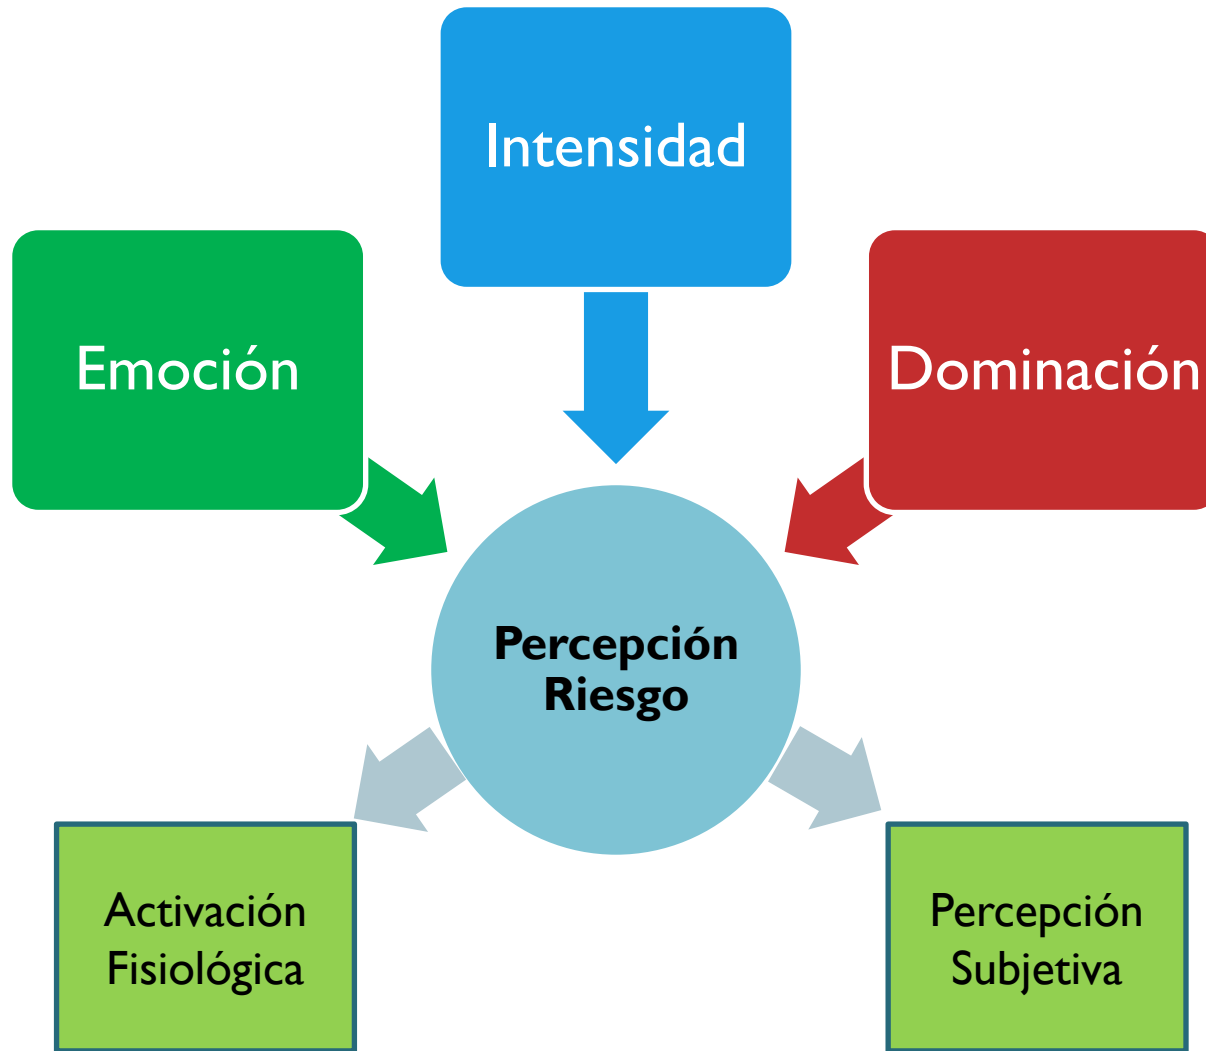 Intensidad
Emoción
Dominación
Percepción
Riesgo
Activación
Fisiológica
Percepción
Subjetiva